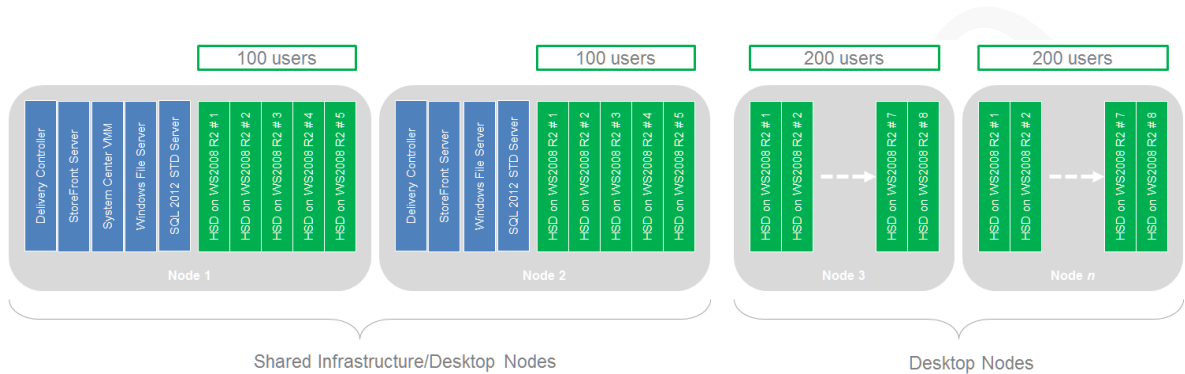 100 users
100 users
200 users
200 users
Delivery Controller
StoreFront Server
System Center VMM
Windows File Server
SQL 2012 STD Server
HSD on WS2008 R2 # 1
HSD on WS2008 R2 # 2
HSD on WS2008 R2 # 3
HSD on WS2008 R2 # 4
HSD on WS2008 R2 # 5
Node 1
Delivery Controller
StoreFront Server
Windows File Server
SQL 2012 STD Server
HSD on WS2008 R2 # 1
HSD on WS2008 R2 # 2
HSD on WS2008 R2 # 3
HSD on WS2008 R2 # 4
HSD on WS2008 R2 # 5
Node 2
HSD on WS2008 R2 # 1
HSD on WS2008 R2 # 2
HSD on WS2008 R2 # 7
HSD on WS2008 R2 # 8
Node 3
HSD on WS2008 R2 # 1
HSD on WS2008 R2 # 2
HSD on WS2008 R2 # 7
HSD on WS2008 R2 # 8
Node n
Shared Infrastructure/Desktop Nodes
Desktop Nodes